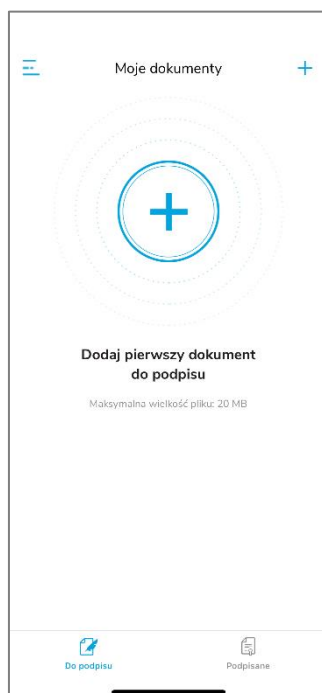 Moje dokumenty
Dodaj pierwszy dokument
do podpisu
Maksymalna wielkość pliku: 20 MB
Do podpisu
Podpisane